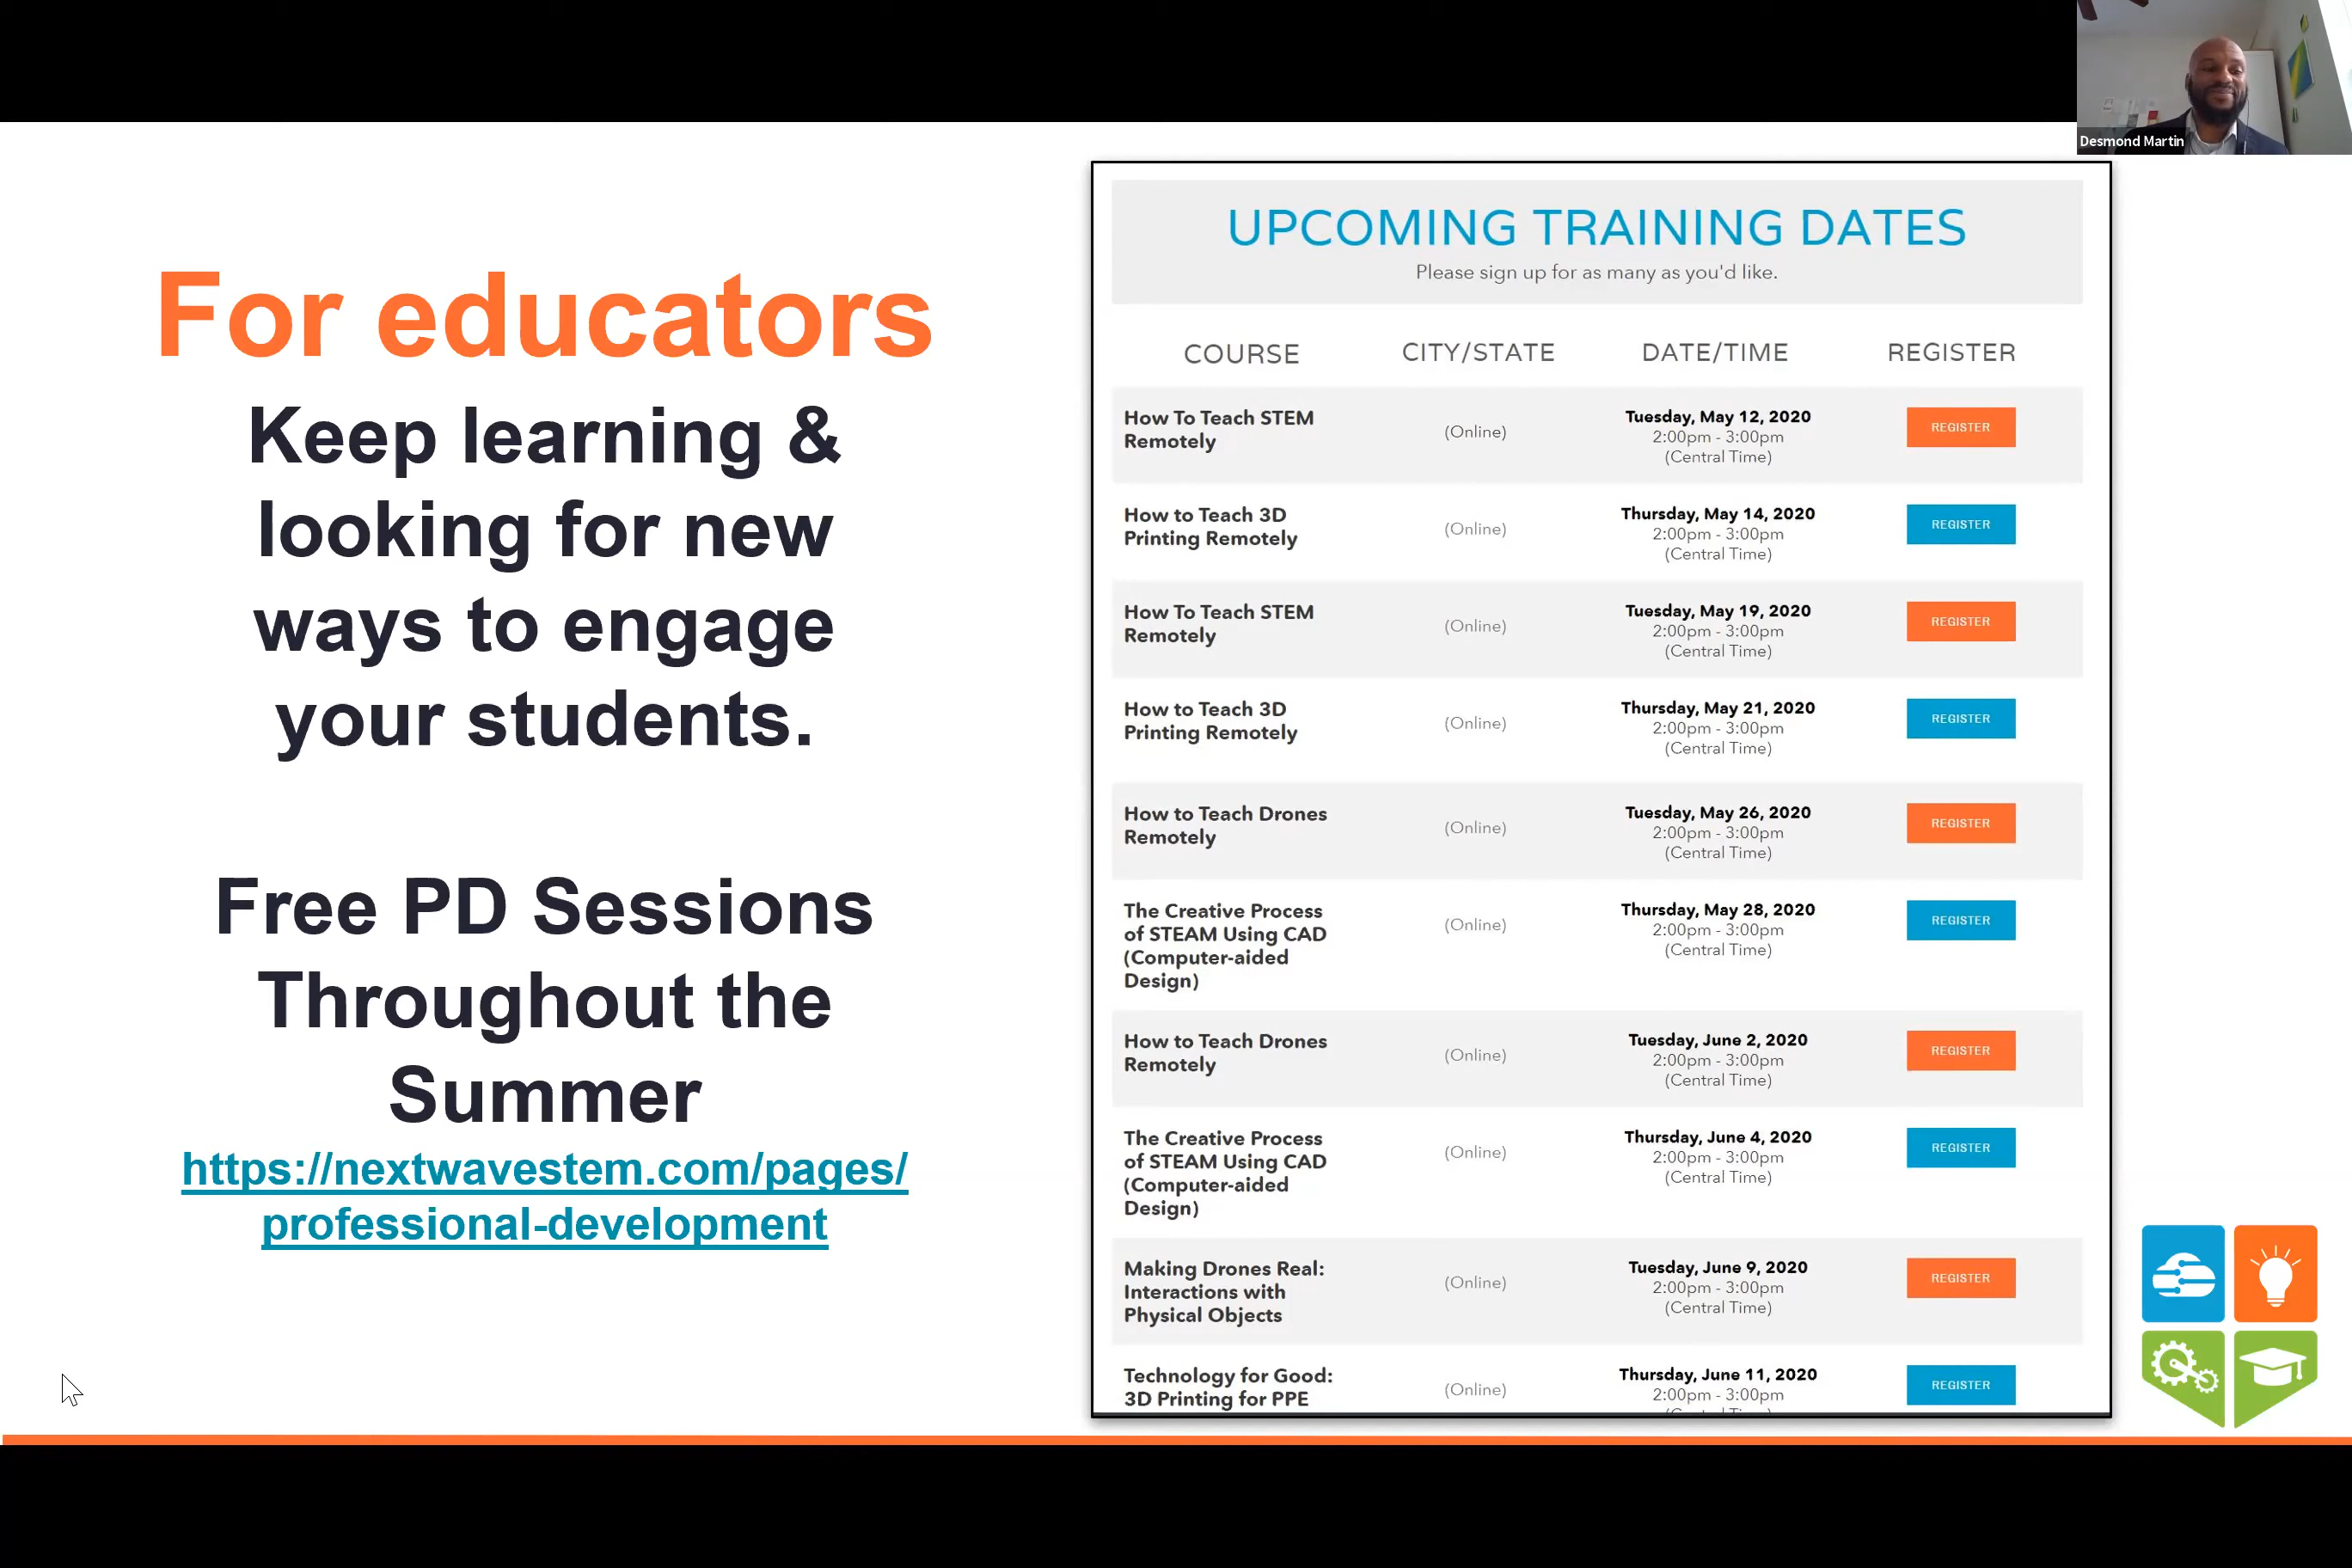 Desmond Martin
For educators
Keep learning &
looking for new
ways to engage
your students.
Free PD Sessions
Throughout the
Summer
https://nextwavestem.com/pages/
professional-development
UPCOMING TRAINING DATES
Please sign up for as many as you'd like.
COURSE CITY/STATE DATE/TIME REGISTER
How To Teach STEM
Remotely
(Online)
Tuesday, May 12, 2020
2:00pm - 3:00pm
(Central Time)
REGISTER
How to Teach 3D
Printing Remotely
(Online)
Thursday, May 14, 2020
2:00pm - 3:00pm
(Central Time)
REGISTER
How To Teach STEM
Remotely
(Online)
Tuesday, May 19, 2020
2:00pm - 3:00pm
(Central Time)
REGISTER
How to Teach 3D
Printing Remotely
(Online)
Thursday, May 21, 2020
2:00pm - 3:00pm
(Central Time)
REGISTER
How to Teach Drones
Remotely
(Online)
Tuesday, May 26, 2020
2:00pm - 3:00pm
(Central Time)
REGISTER
The Creative Process
of STEAM Using CAD
(Computer-aided
Design)
(Online)
Thursday, May 28, 2020
2:00pm - 3:00pm
(Central Time)
REGISTER
How to Teach Drones
Remotely
(Online)
Tuesday, June 2, 2020
2:00pm - 3:00pm
(Central Time)
REGISTER
The Creative Process
of STEAM Using CAD
(Computer-aided
Design)
(Online)
Thursday, June 4, 2020
2:00pm - 3:00pm
(Central Time)
REGISTER
Making Drones Real:
Interactions with
Physical Objects
(Online)
Tuesday, June 9, 2020
2:00pm - 3:00pm
(Central Time)
REGISTER
Technology for Good:
3D Printing for PPE
(Online)
Thursday, June 11, 2020
2:00pm - 3:00pm
REGISTER